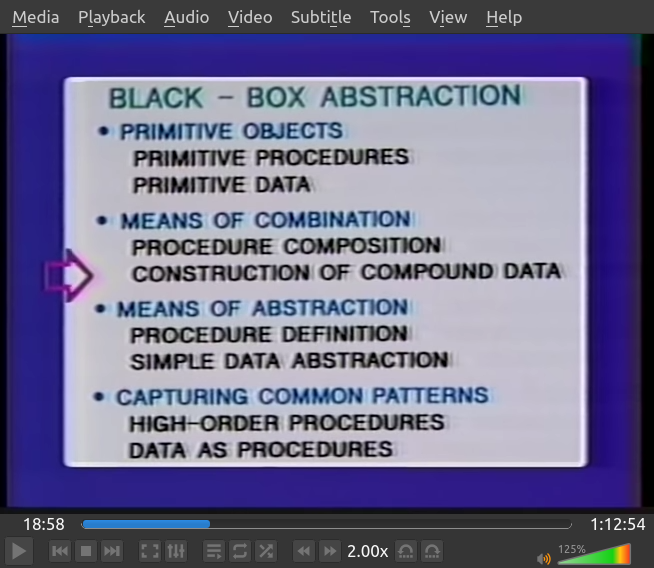 Media Playback Audio Video Subtitle Tools View Help
BLACK - BOX ABSTRACTION
• PRIMITIVE OBJECTS
PRIMITIVE PROCEDURES
PRIMITIVE DATA
• MEANS OF COMBINATION
PROCEDURE COMPOSITION
CONSTRUCTION OF COMPOUND DATA
• MEANS OF ABSTRACTION
PROCEDURE DEFINITION
SIMPLE DATA ABSTRACTION
• CAPTURING COMMON PATTERNS
HIGH-ORDER PROCEDURES
DATA AS PROCEDURES
18:58 1:12:54
2.00x 125%